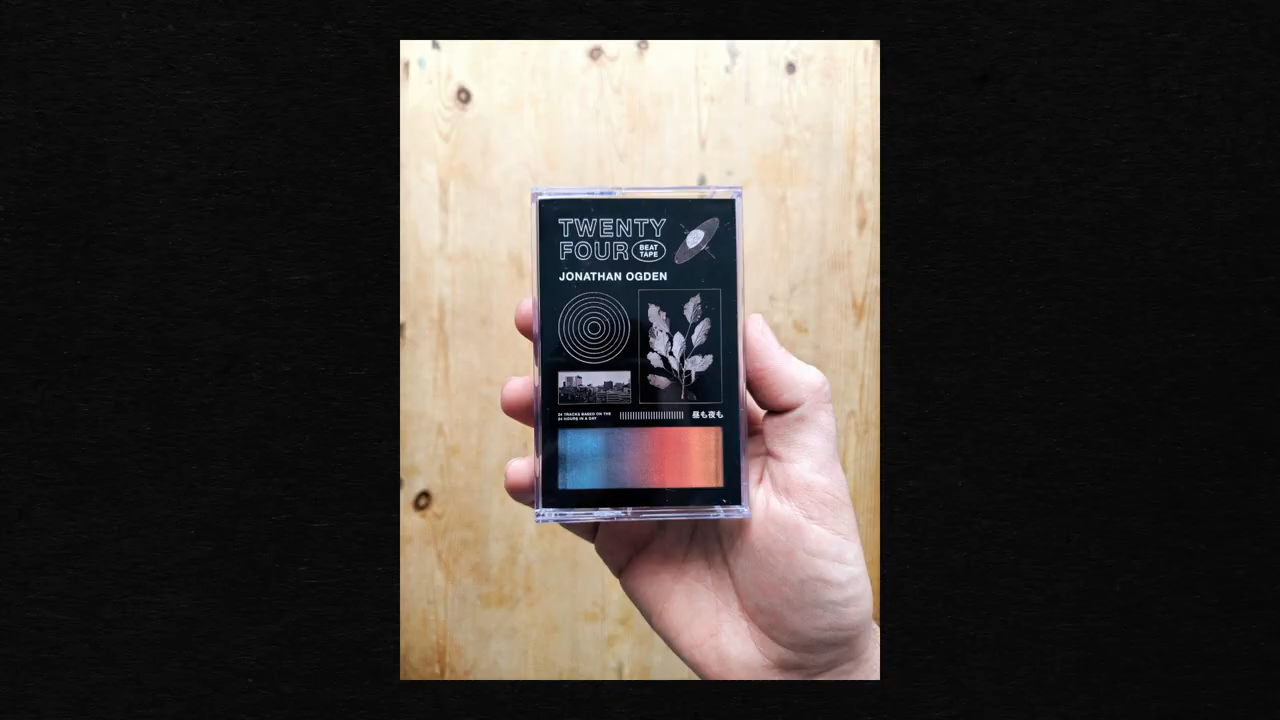 TWENTY
FOUR BEAT TAPE
JONATHAN OGDEN
24 TRACKS BASED ON THE
24 HOURS IN A DAY
昼も夜も